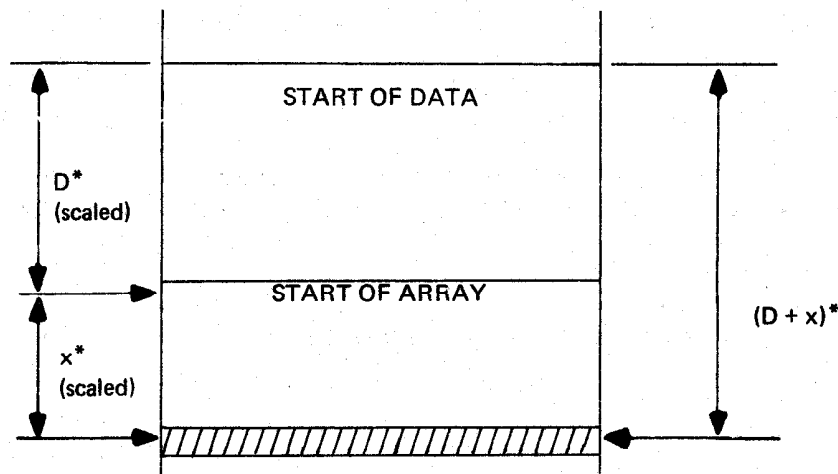 START OF DATA
D*
(scaled)
START OF ARRAY
(D + x)*
x*
(scaled)